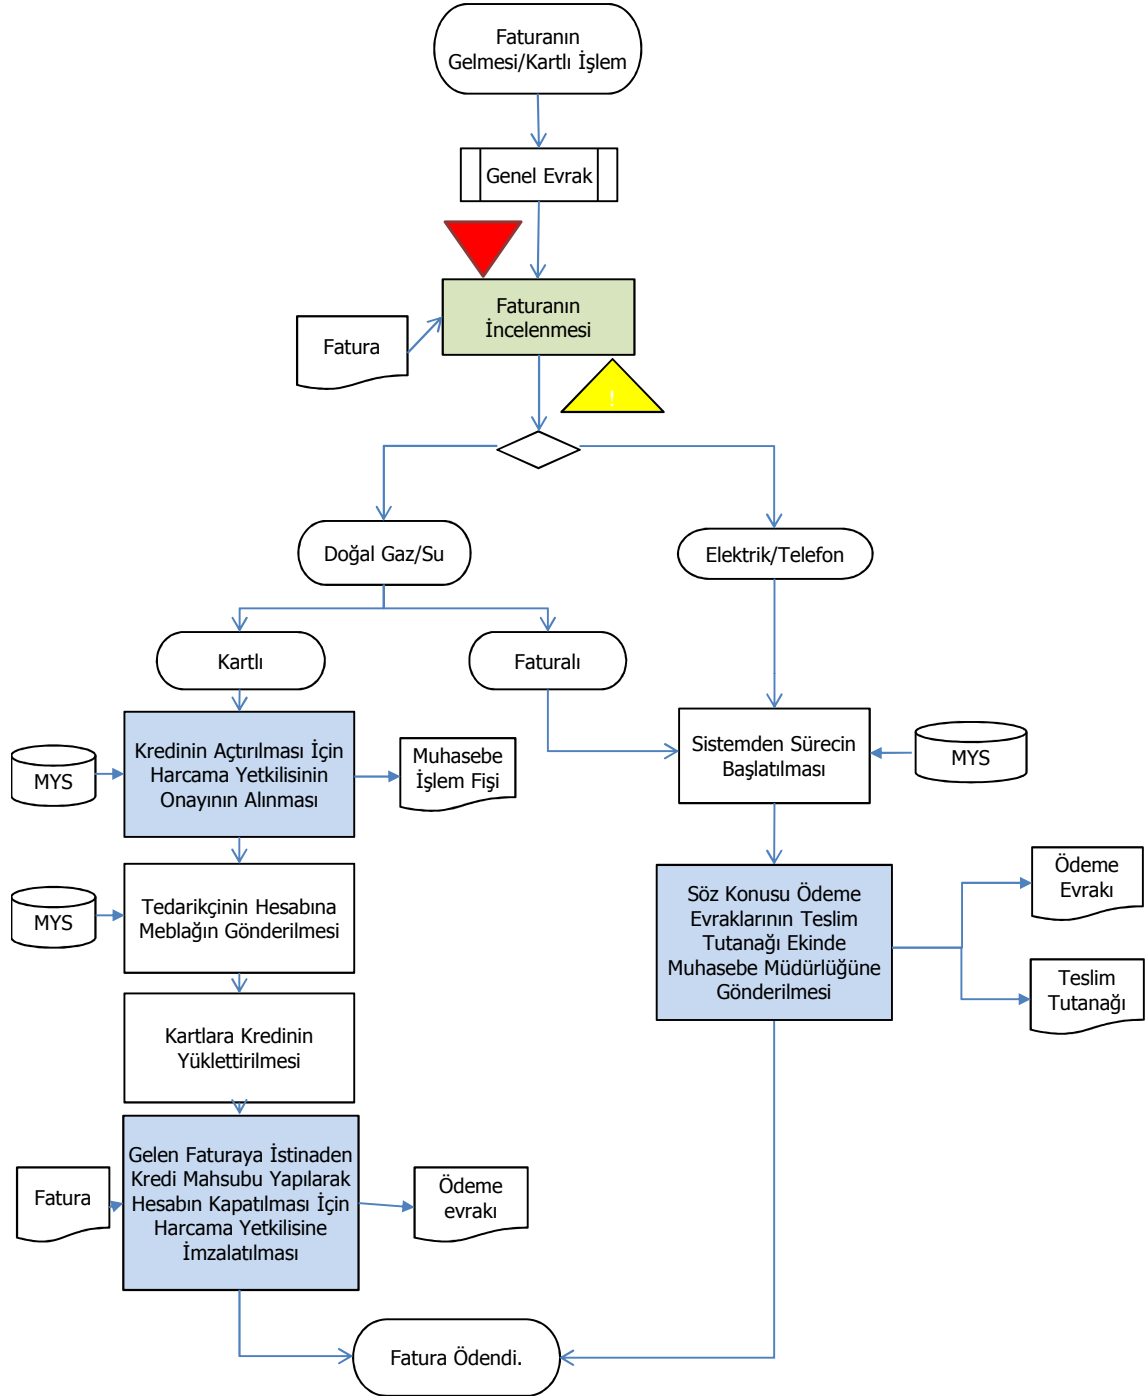 Faturanın
Gelmesi/Kartlı İşlem
Genel Evrak
Faturanın
İncelenmesi
Fatura
!
Doğal Gaz/Su
Elektrik/Telefon
Kartlı
Faturalı
MYS
Kredinin Açtırılması İçin
Harcama Yetkilisinin
Onayının Alınması
Muhasebe
İşlem Fişi
Sistemden Sürecin
Başlatılması
MYS
MYS
Tedarikçinin Hesabına
Meblağın Gönderilmesi
Söz Konusu Ödeme
Evraklarının Teslim
Tutanağı Ekinde
Muhasebe Müdürlüğüne
Gönderilmesi
Ödeme
Evrakı
Teslim
Tutanağı
Kartlara Kredinin
Yüklettirilmesi
Fatura
Gelen Faturaya İstinaden
Kredi Mahsubu Yapılarak
Hesabın Kapatılması İçin
Harcama Yetkilisine
İmzalatılması
Ödeme
evrakı
Fatura Ödendi.